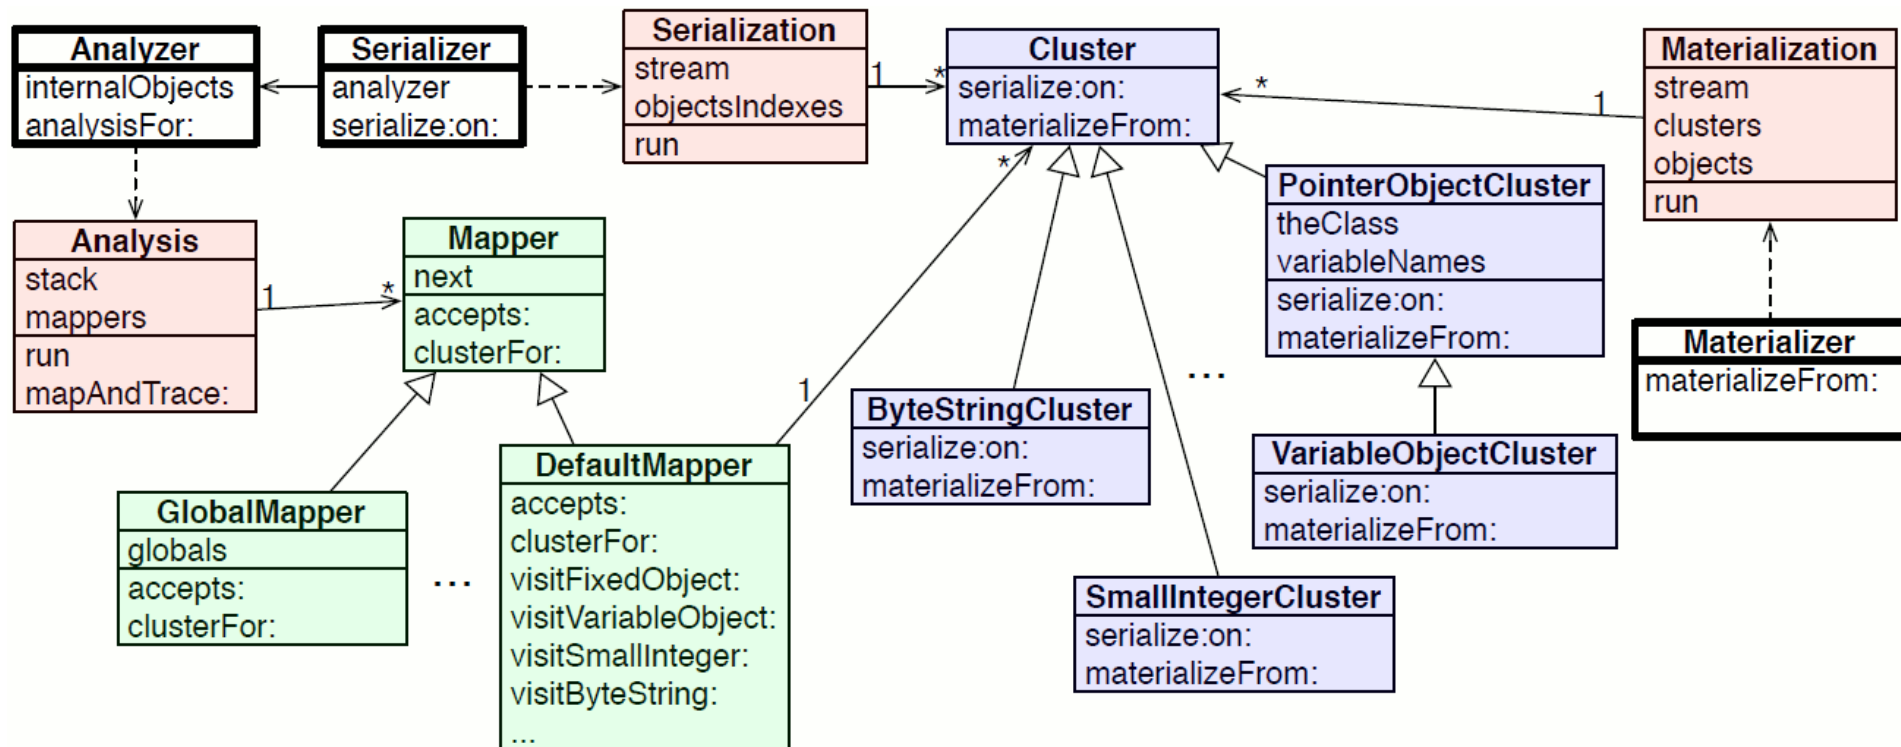 Analyzer
internalObjects
analysisFor:
Serializer
analyzer
serialize:on:
Serialization
stream
objectsIndexes
run
1
*
Cluster
serialize:on:
materializeFrom:
*
1
Materialization
stream
clusters
objects
run
Analysis
stack
mappers
run
mapAndTrace:
1
*
Mapper
next
accepts:
clusterFor:
*
1
PointerObjectCluster
theClass
variableNames
serialize:on:
materializeFrom:
Materializer
materializeFrom:
...
ByteStringCluster
serialize:on:
materializeFrom:
VariableObjectCluster
serialize:on:
materializeFrom:
GlobalMapper
globals
accepts:
clusterFor:
...
DefaultMapper
accepts:
clusterFor:
visitFixedObject:
visitVariableObject:
visitSmallInteger:
visitByteString:
...
SmallIntegerCluster
serialize:on:
materializeFrom: